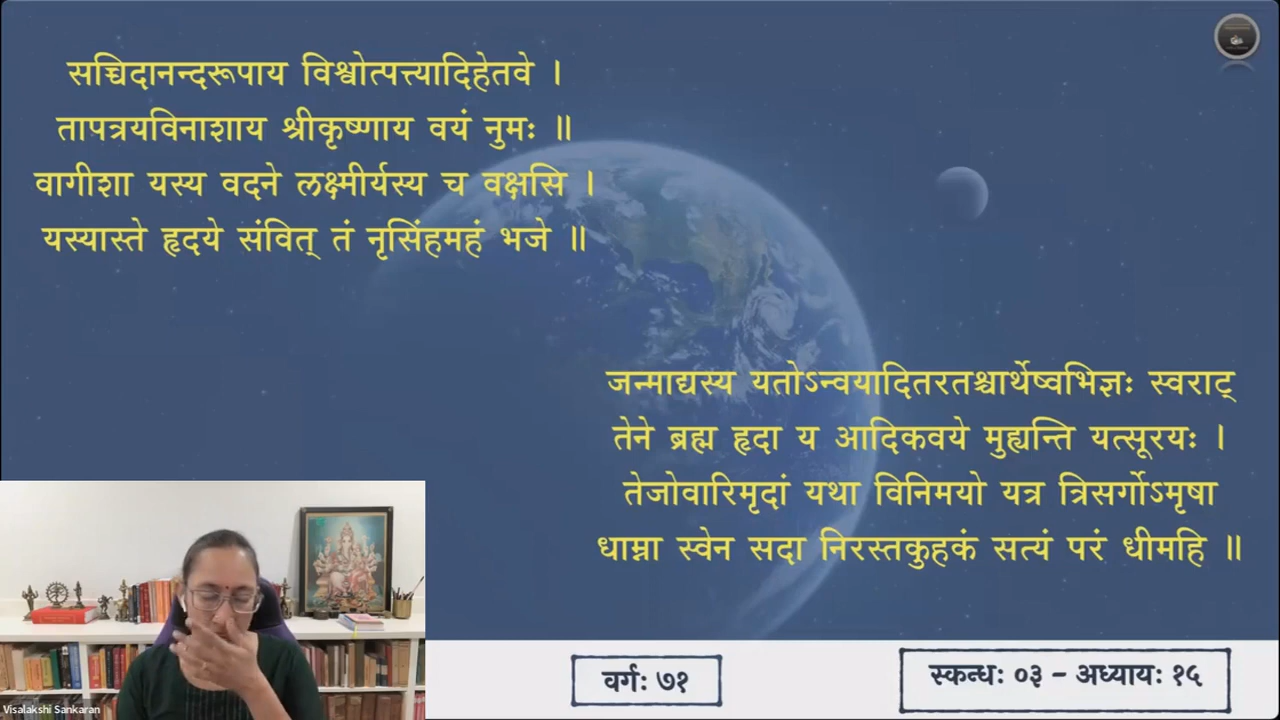 सच्चिदानन्दरूपाय विश्वोत्पत्त्यादिहेतवे ।
तापत्रयविनाशाय श्रीकृष्णाय वयं नुमः ॥
वागीशा यस्य वदने लक्ष्मीर्यस्य च वक्षसि ।
यस्यास्ते हृदये संवित् तं नृसिंहमहं भजे ॥
जन्माद्यस्य यतोऽन्वयादितरतश्चार्थेष्वभिज्ञः स्वराट्
तेने ब्रह्म हृदा य आदिकवये मुह्यन्ति यत्सूरयः ।
तेजोवारिमृदां यथा विनिमयो यत्र त्रिसर्गोऽमृषा
धाम्ना स्वेन सदा निरस्तकुहकं सत्यं परं धीमहि ॥
Visalakshi Sankaran
वर्गः ७१
स्कन्धः ०३ - अध्यायः १५